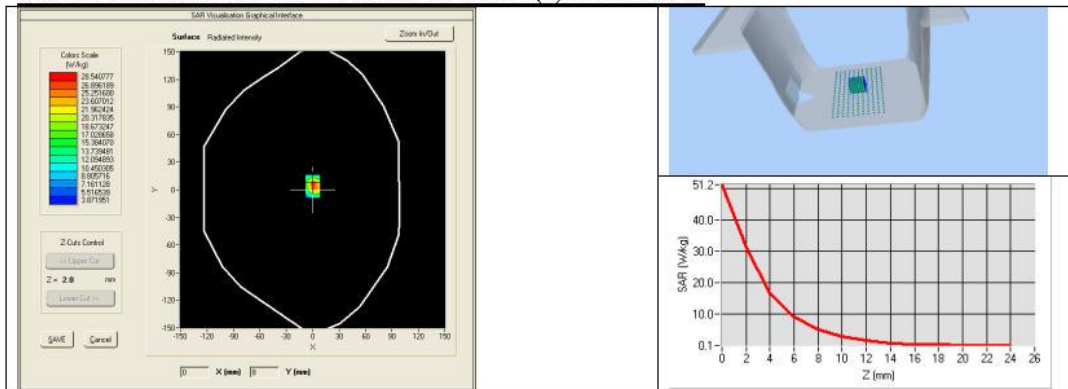 SAR Visualisation Graphical Interface
Surface Radiated Intensity
Zoom In/Out
Colors Scale
(W/kg)
28.540777
26.896189
25.251600
23.607012
21.962424
20.317835
18.673247
17.028658
15.384070
13.739481
12.094893
10.450305
8.805716
7.161128
5.516539
3.871951
Z-Cuts Control
<< Upper Cut
Z = 2.0 mm
Lower Cut >>
SAVE Cancel
150
120
90
60
30
Y
0
-30
-60
-90
-120
-150
-150 -120 -90 -60 -30 0 30 60 90 120 150
X
0 X (mm) 8 Y (mm)
51.2
40.0
30.0
20.0
10.0
0.1
SAR (W/kg)
0 2 4 6 8 10 12 14 16 18 20 22 24 26
Z (mm)